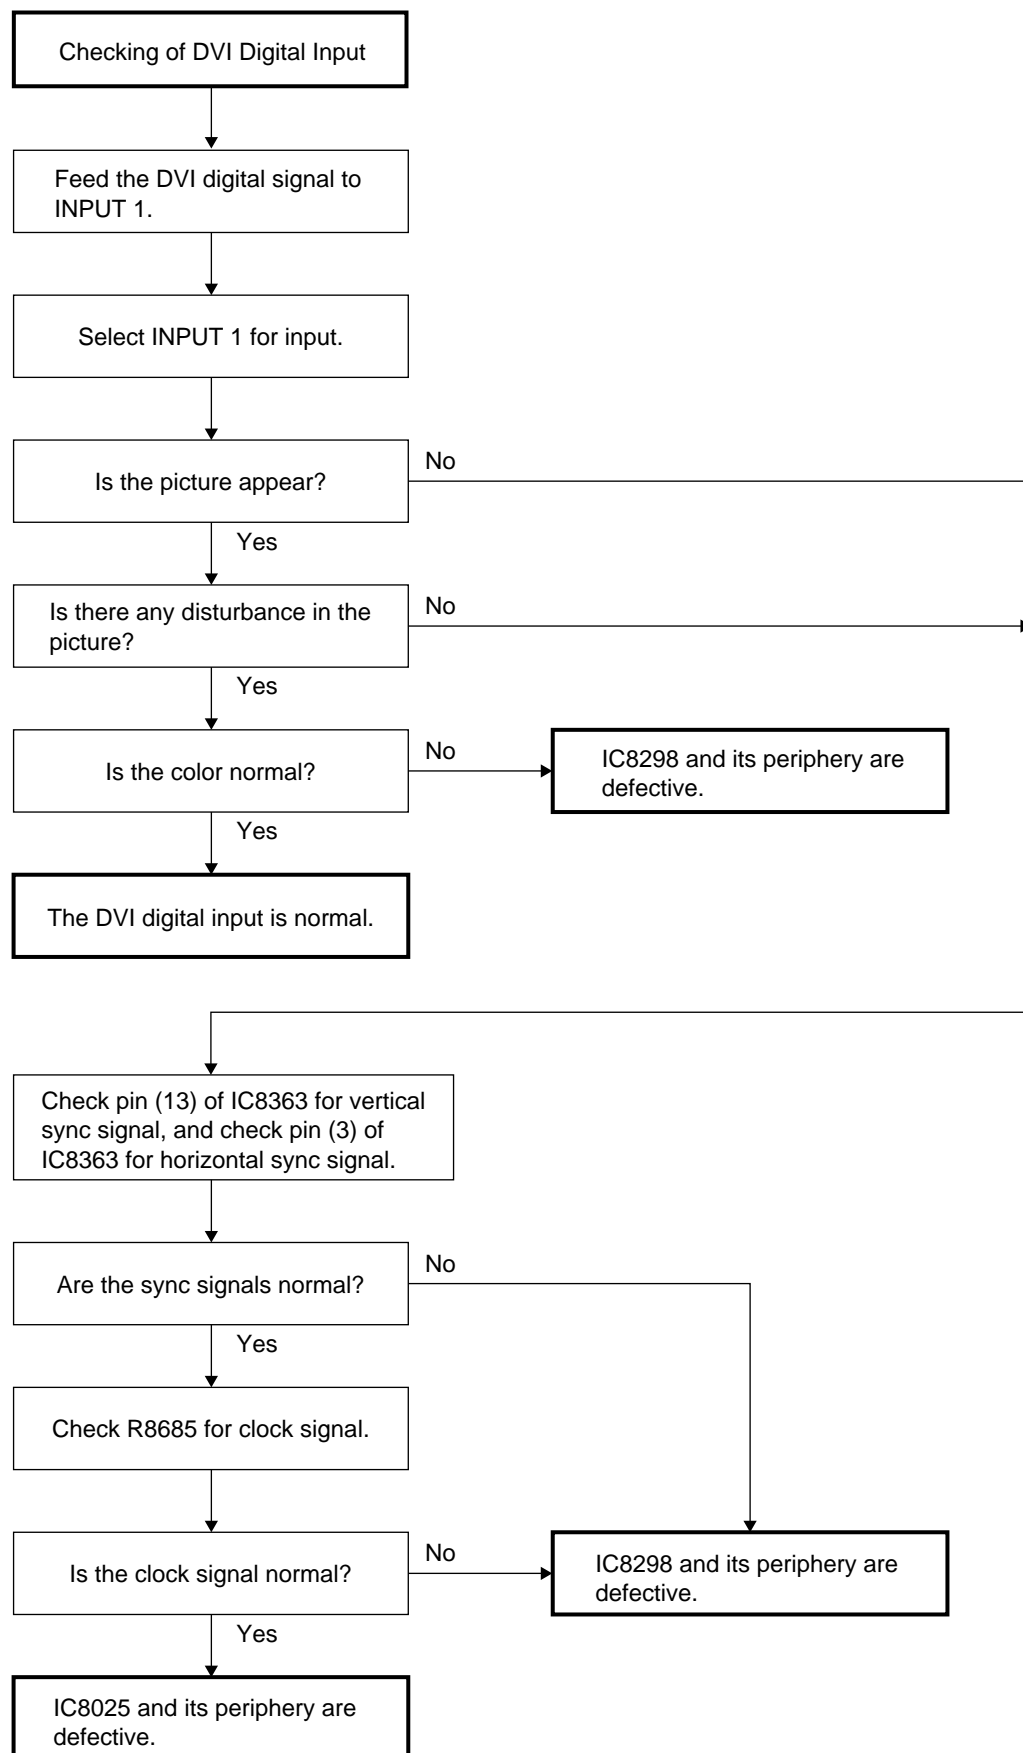 Checking of DVI Digital Input
Feed the DVI digital signal to
INPUT 1.
Select INPUT 1 for input.
Is the picture appear?
No
Yes
Is there any disturbance in the
picture?
No
Yes
Is the color normal?
No
IC8298 and its periphery are
defective.
Yes
The DVI digital input is normal.
Check pin (13) of IC8363 for vertical
sync signal, and check pin (3) of
IC8363 for horizontal sync signal.
Are the sync signals normal?
No
Yes
Check R8685 for clock signal.
Is the clock signal normal?
No
IC8298 and its periphery are
defective.
Yes
IC8025 and its periphery are
defective.